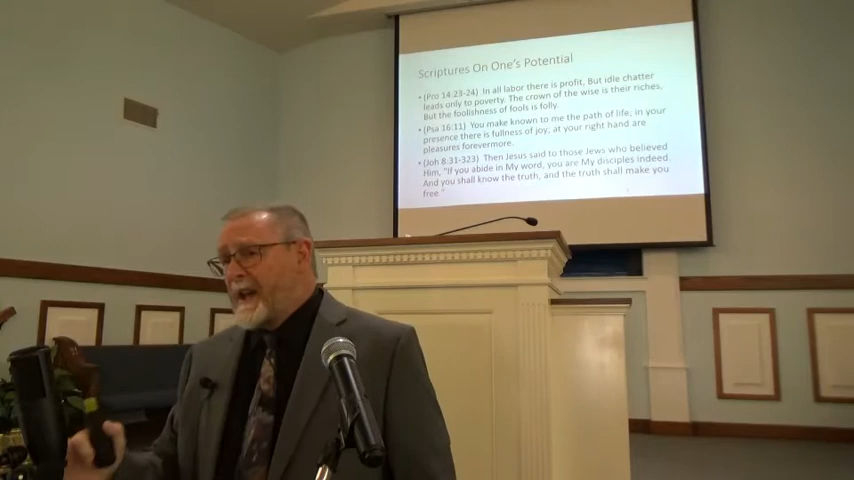 Scriptures On One's Potential
• (Pro 14:23-24) In all labor there is profit, But idle chatter
leads only to poverty. The crown of the wise is their riches,
But the foolishness of fools is folly.
• (Psa 16:11) You make known to me the path of life, in your
presence there is fullness of joy, at your right hand are
pleasures forevermore.
• (Joh 8:31-323) Then Jesus said to those Jews who believed
Him, "If you abide in My word, you are My disciples indeed.
And you shall know the truth, and the truth shall make you
free."